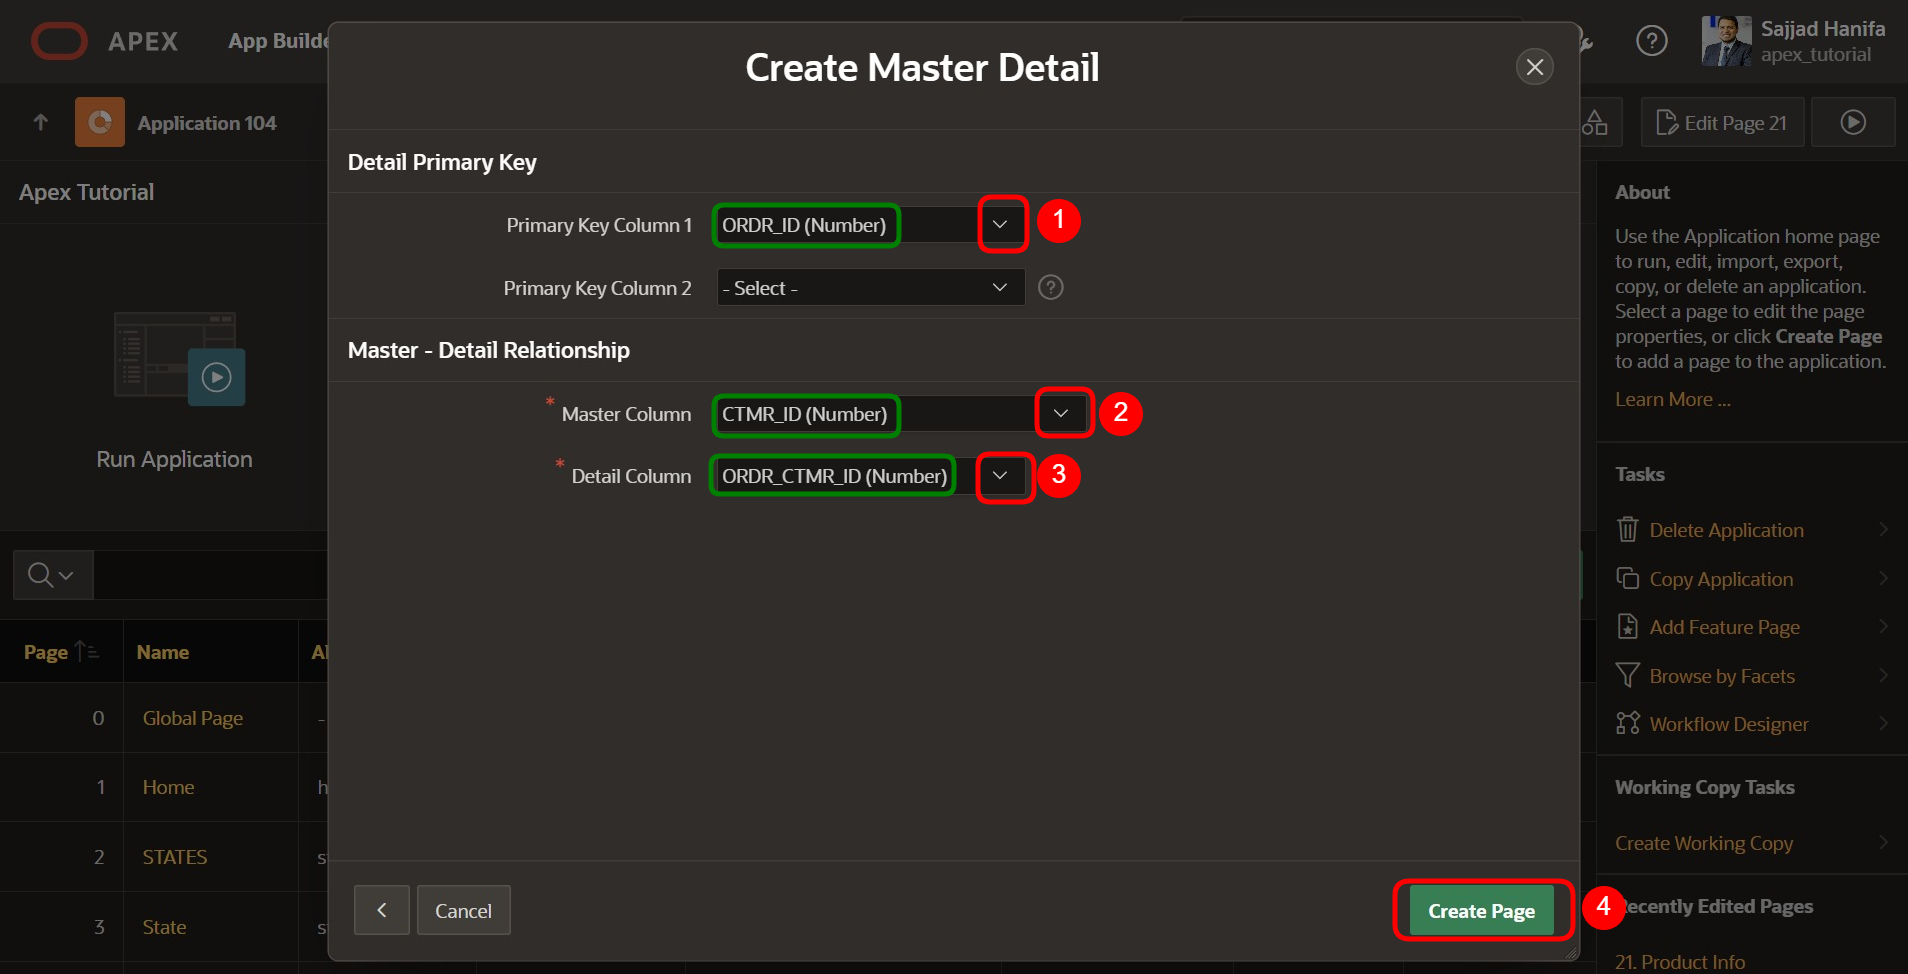 APEX
App Builde
Sajjad Hanifa
apex_tutorial
Create Master Detail
Application 104
Edit Page 21
Detail Primary Key
Apex Tutorial
About
Primary Key Column 1
ORDR_ID (Number)
1
Primary Key Column 2
- Select -
?
Use the Application home page
to run, edit, import, export,
copy, or delete an application.
Select a page to edit the page
properties, or click Create Page
to add a page to the application.
Learn More ...
Master - Detail Relationship
* Master Column
CTMR_ID (Number)
2
* Detail Column
ORDR_CTMR_ID (Number)
3
Run Application
Tasks
Delete Application
Copy Application
Add Feature Page
Browse by Facets
Workflow Designer
Page
Name
Al
0
Global Page
-
1
Home
h
2
STATES
s
3
State
s
Working Copy Tasks
Create Working Copy
Cancel
Create Page
4
ecently Edited Pages
21. Product Info